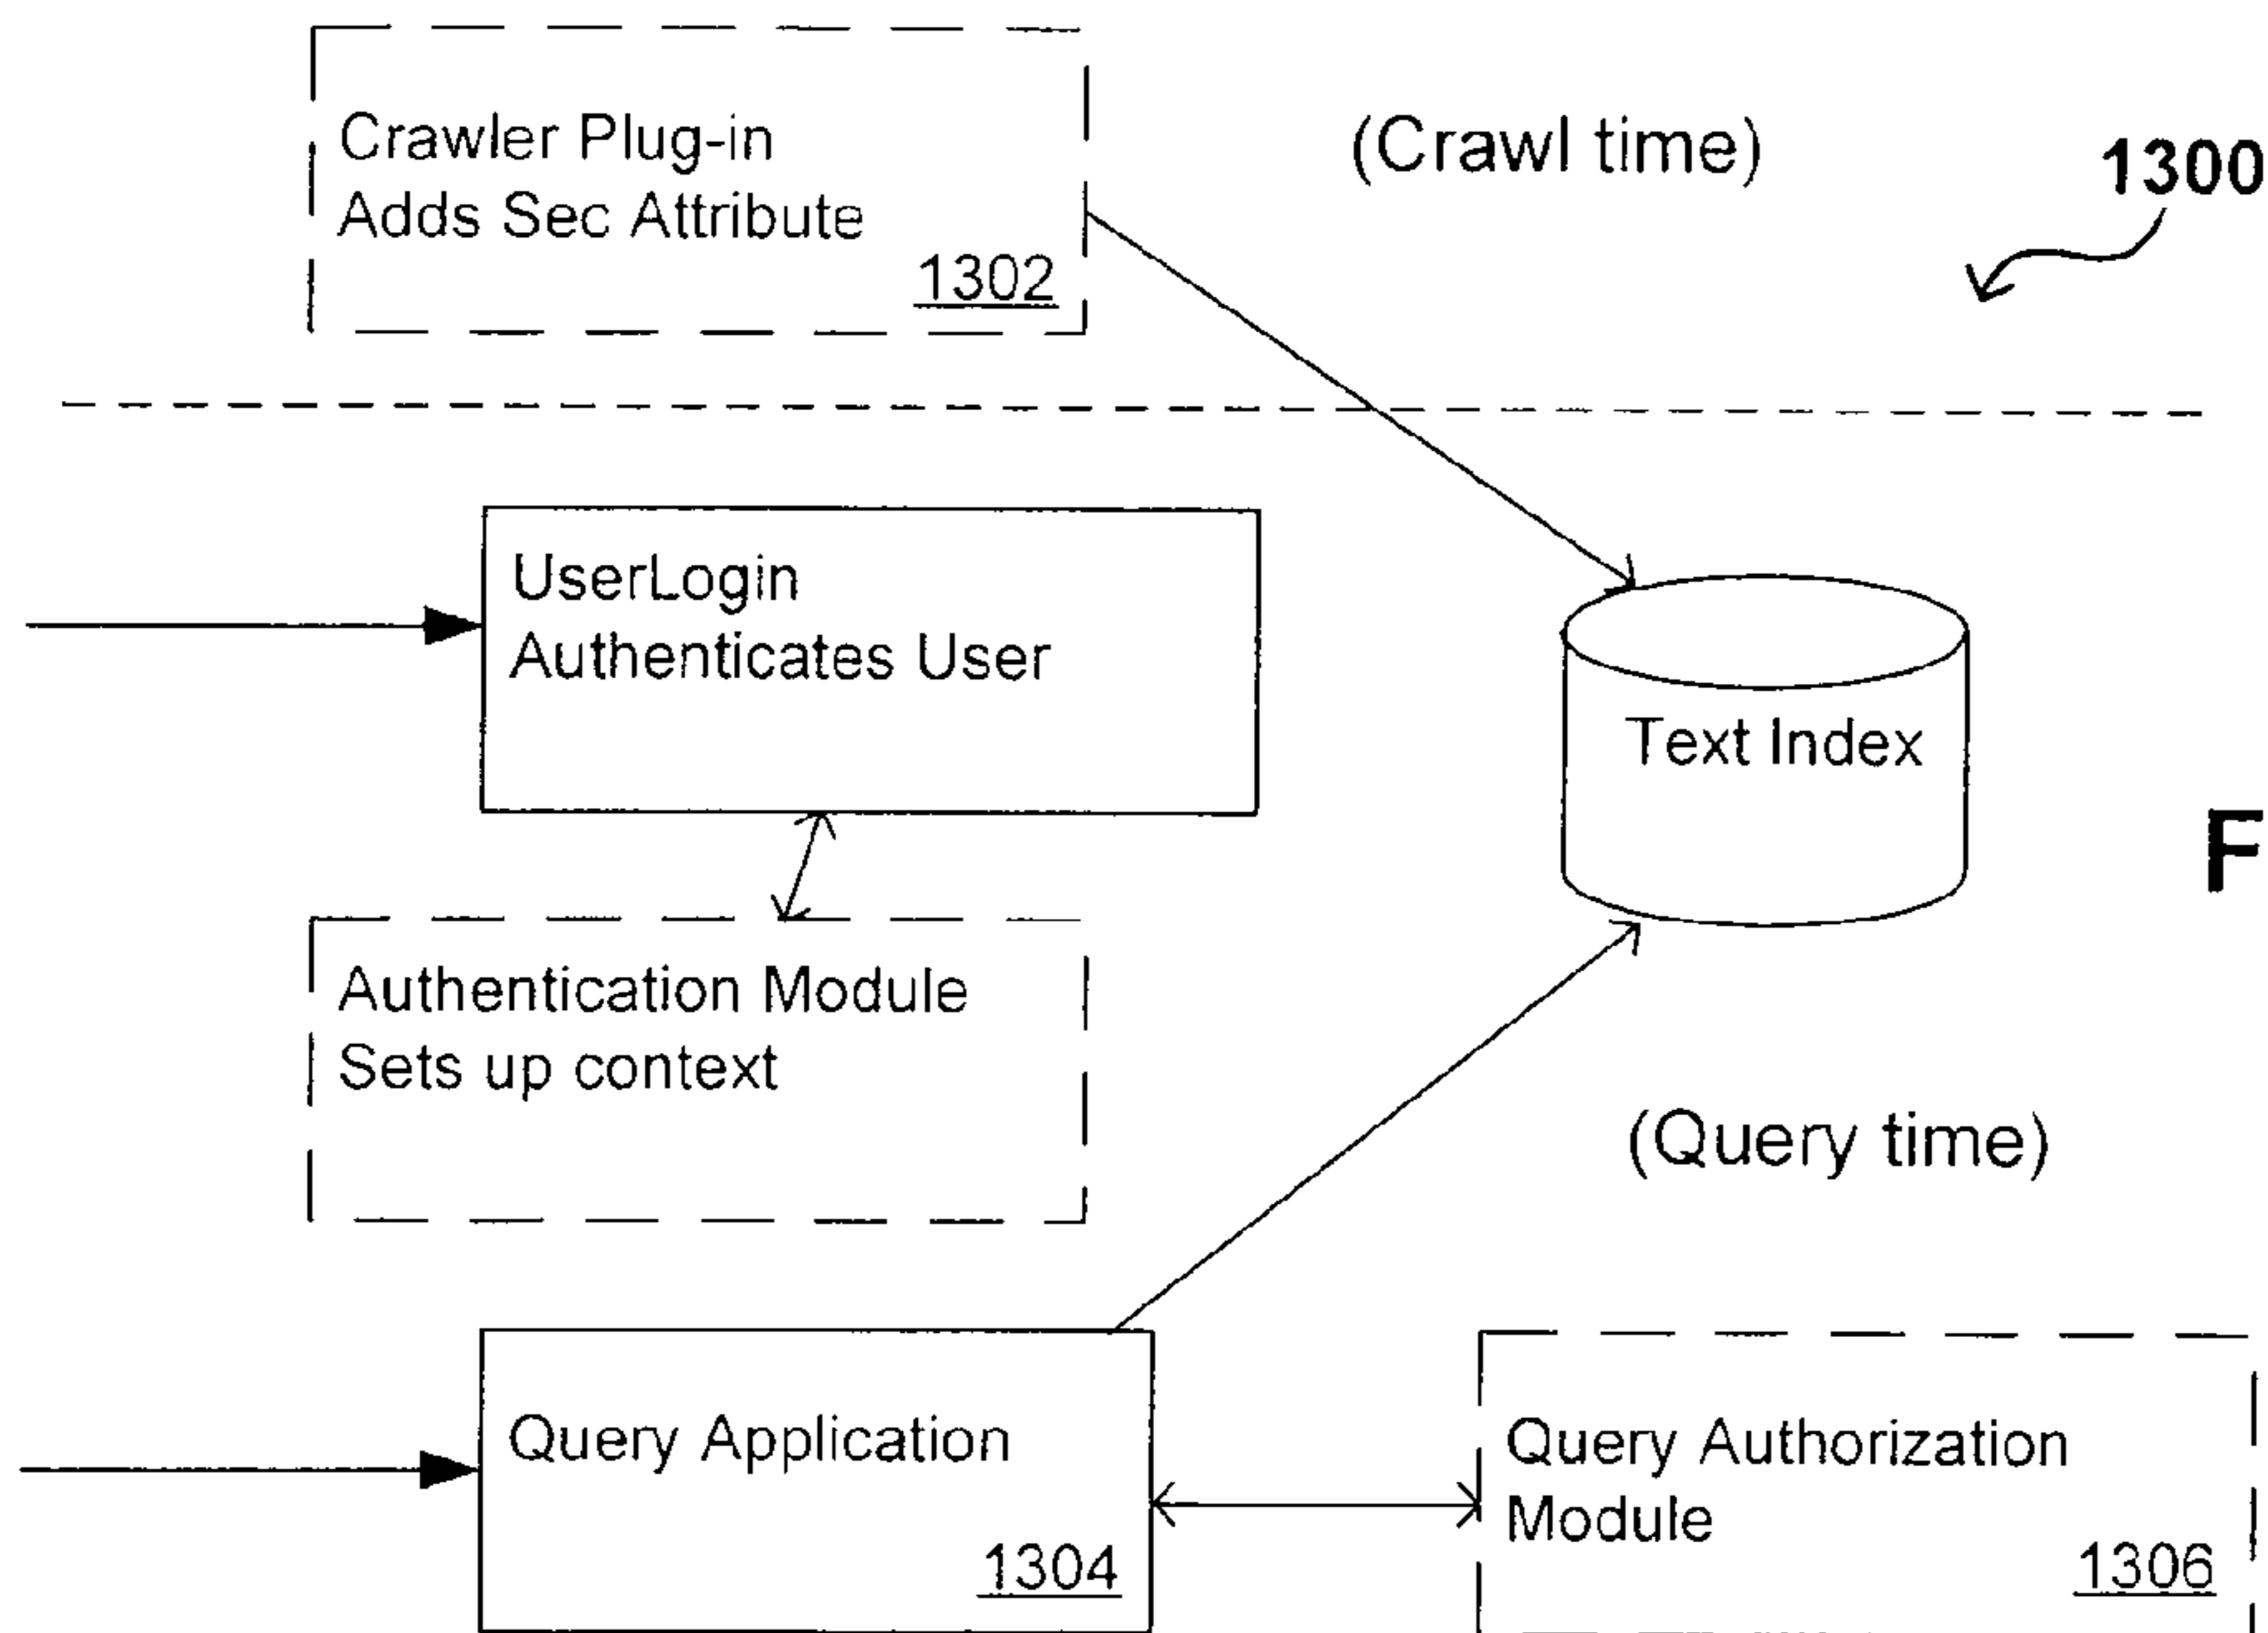 Crawler Plug-in
Adds Sec Attribute
1302
(Crawl time)
1300
UserLogin
Authenticates User
Text Index
F
Authentication Module
Sets up context
(Query time)
Query Application
1304
Query Authorization
Module
1306